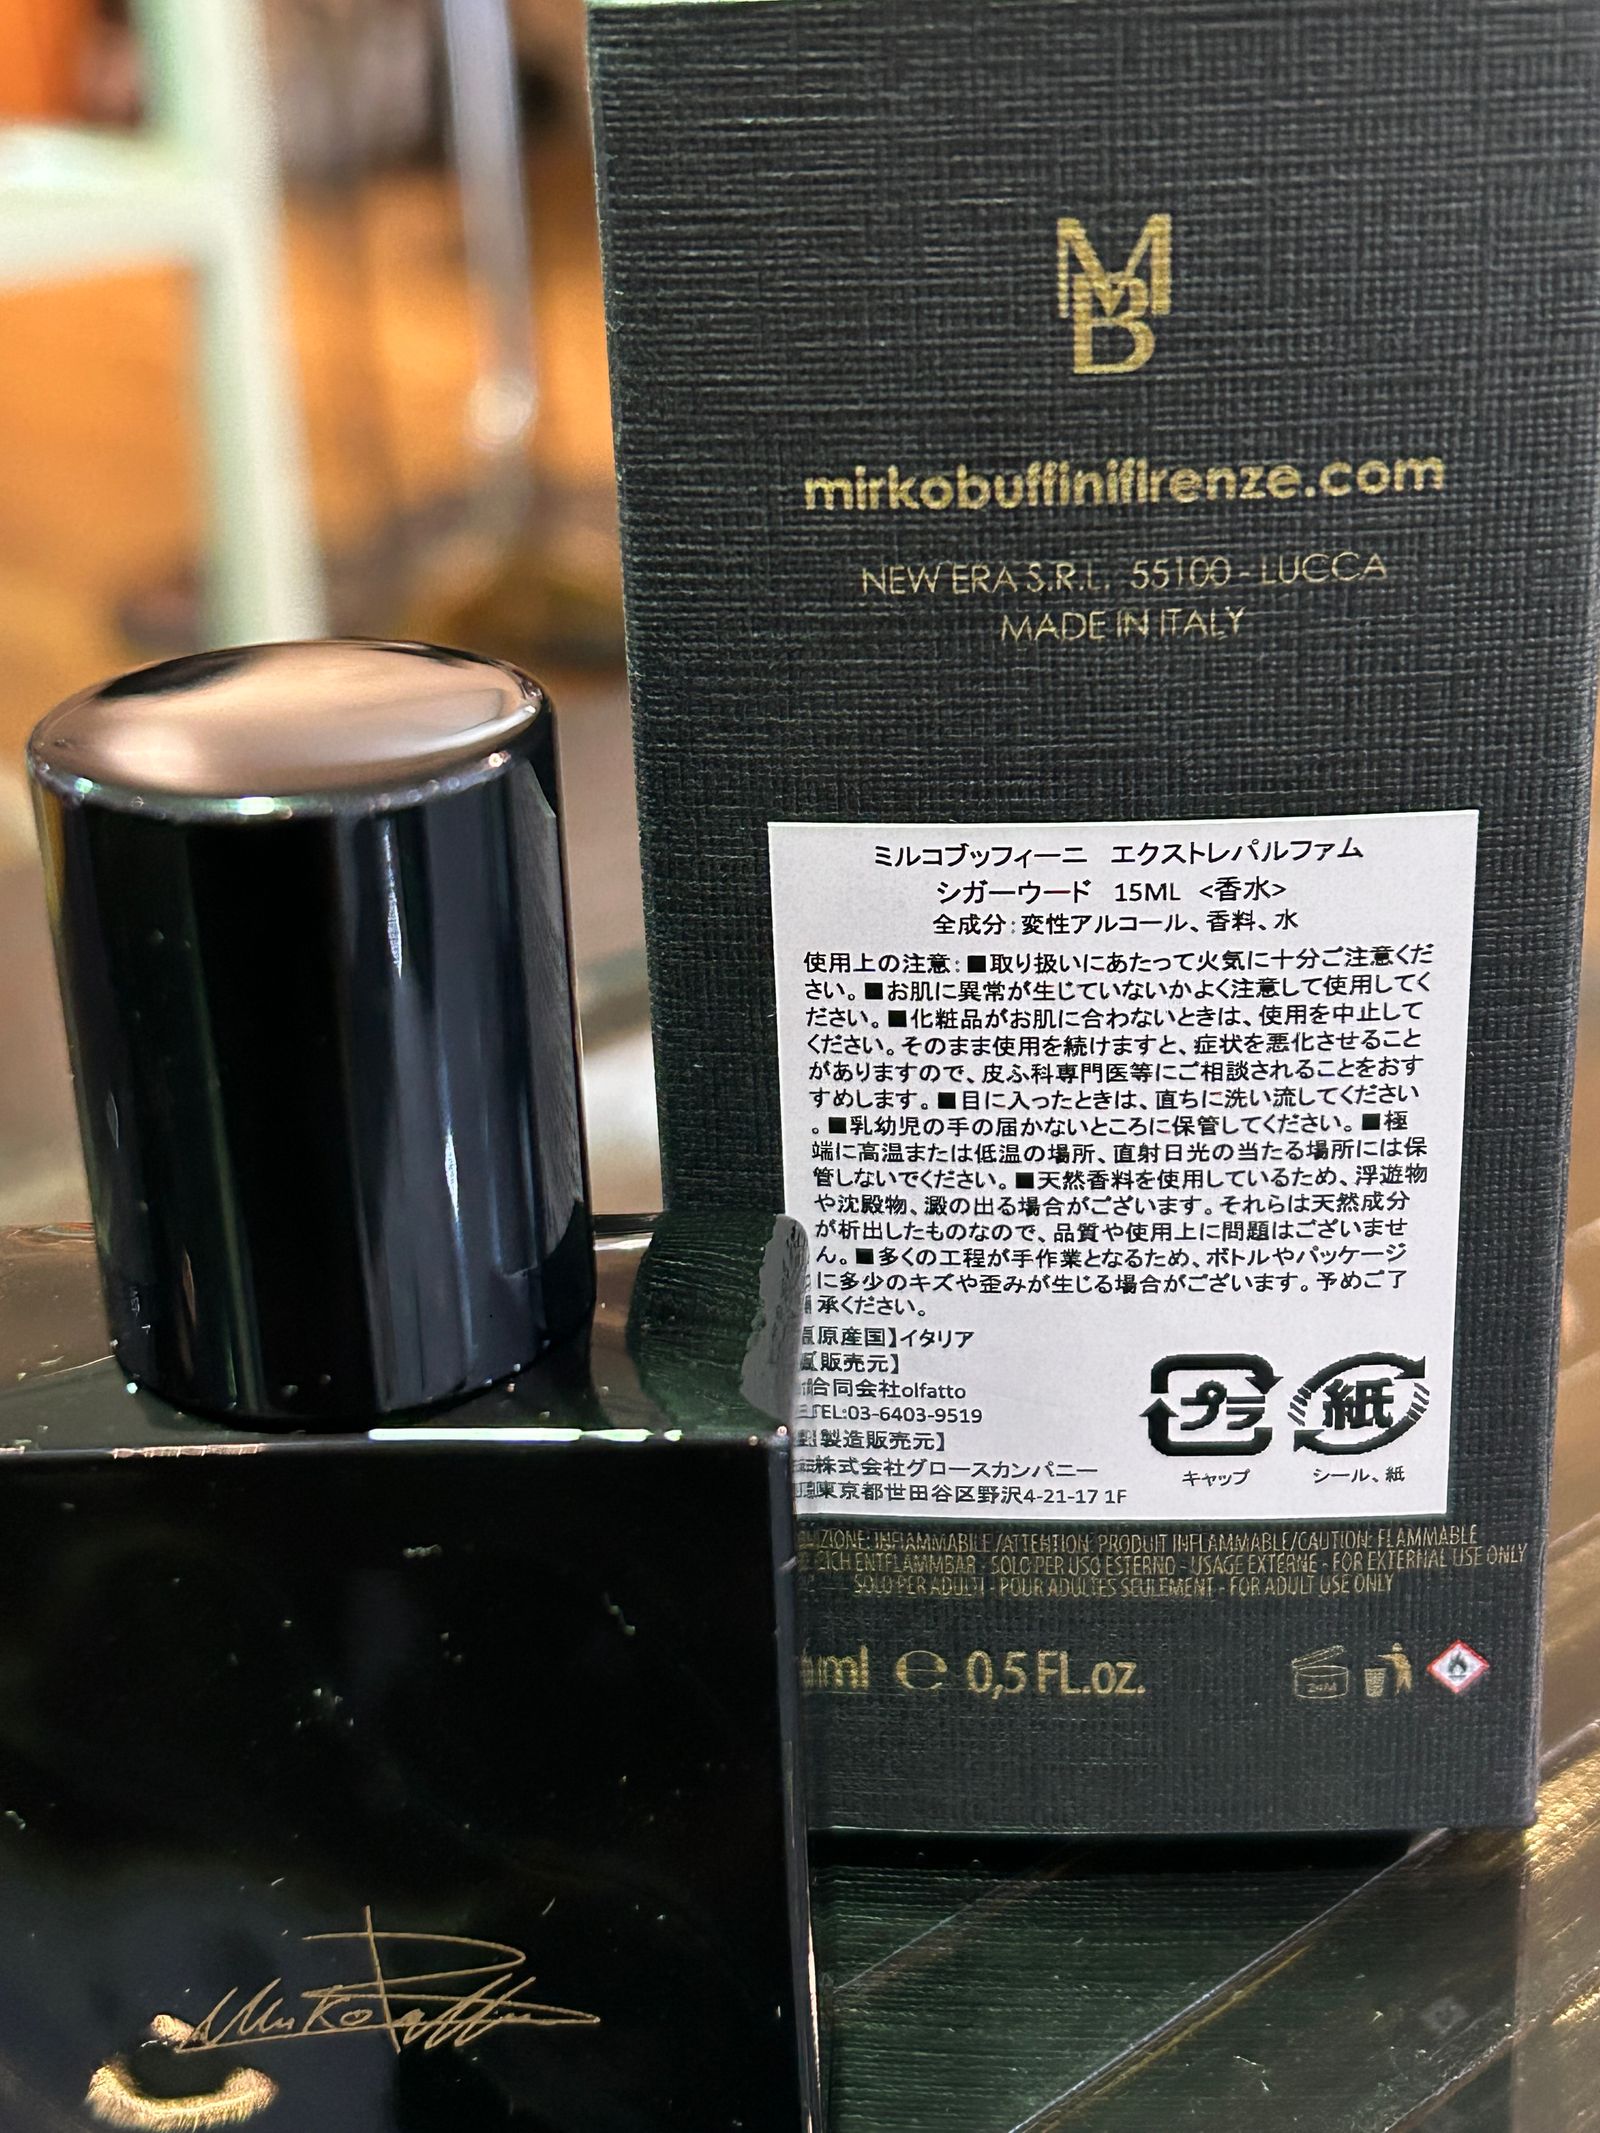 MB
mirkobuffinifirenze.com
NEW ERA S.R.L. 55100 - LUCCA
MADE IN ITALY
ミルコブッフィーニ エクストレパルファム
シガーウード 15ML <香水>
全成分:変性アルコール、香料、水
使用上の注意:■取り扱いにあたって火気に十分ご注意くだ
さい。■お肌に異常が生じていないかよく注意して使用してく
ださい。■化粧品がお肌に合わないときは、使用を中止して
ください。そのまま使用を続けますと、症状を悪化させること
がありますので、皮ふ科専門医等にご相談されることをおす
すめします。■目に入ったときは、直ちに洗い流してください
。■乳幼児の手の届かないところに保管してください。■極
端に高温または低温の場所、直射日光の当たる場所には保
管しないでください。■天然香料を使用しているため、浮遊物
や沈殿物、澱の出る場合がございます。それらは天然成分
が析出したものなので、品質や使用上に問題はございませ
ん。■多くの工程が手作業となるため、ボトルやパッケージ
に多少のキズや歪みが生じる場合がございます。予めご了
承ください。
【原産国】イタリア
【販売元】
合同会社olfatto
TEL:03-6403-9519
【製造販売元】
株式会社グロースカンパニー
東京都世田谷区野沢4-21-17 1F
プラ
キャップ
紙
シール、紙
INFIAMMABILE/ATTENTION: PRODUIT INFLAMMABLE/CAUTION: FLAMMABLE
ENTFLAMMBAR - SOLO PER USO ESTERNO - USAGE EXTERNE - FOR EXTERNAL USE ONLY
SOLO PER ADULTI - POUR ADULTES SEULEMENT - FOR ADULT USE ONLY
ml ℮ 0,5 FL.oz.
24M